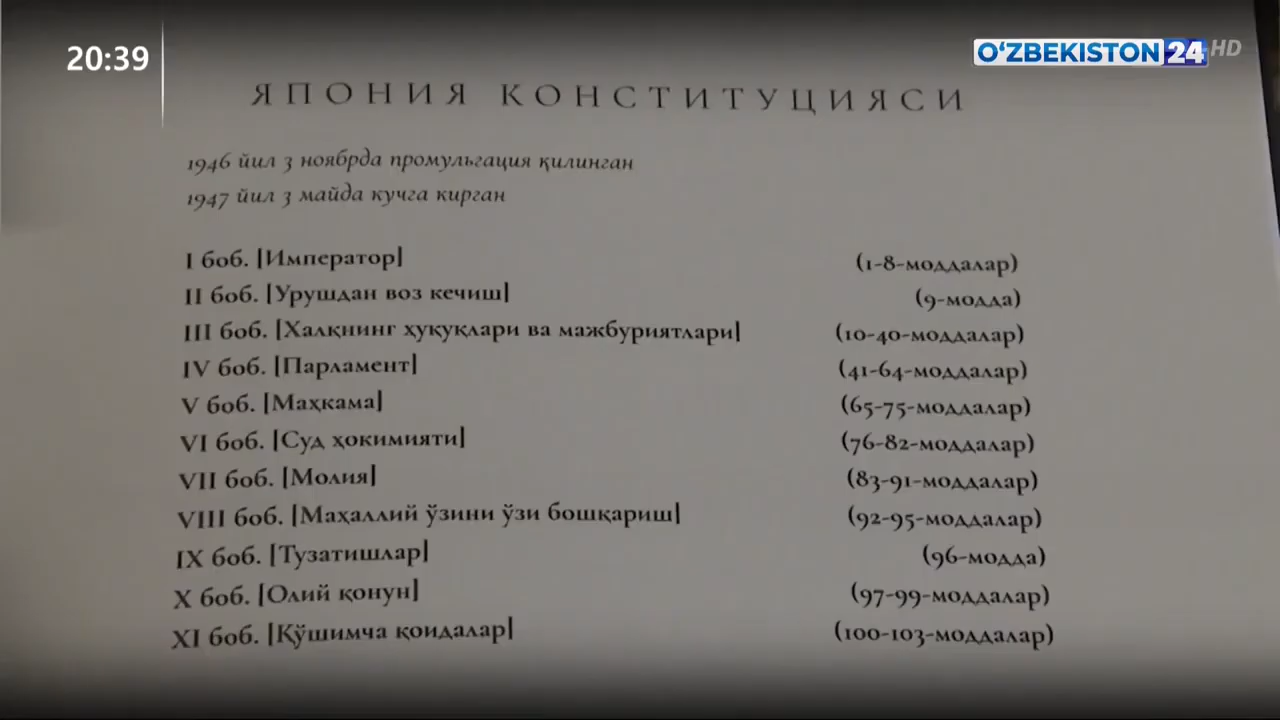 20:39
O‘ZBEKISTON 24 HD
ЯПОНИЯ КОНСТИТУЦИЯСИ
1946 йил 3 ноябрда промульгация қилинган
1947 йил 3 майда кучга кирган
I боб. [Император] (1-8-моддалар)
II боб. [Урушдан воз кечиш] (9-модда)
III боб. [Халқнинг ҳуқуқлари ва мажбуриятлари] (10-40-моддалар)
IV боб. [Парламент] (41-64-моддалар)
V боб. [Маҳкама] (65-75-моддалар)
VI боб. [Суд ҳокимияти] (76-82-моддалар)
VII боб. [Молия] (83-91-моддалар)
VIII боб. [Маҳаллий ўзини ўзи бошқариш] (92-95-моддалар)
IX боб. [Тузатишлар] (96-модда)
X боб. [Олий қонун] (97-99-моддалар)
XI боб. [Қўшимча қоидалар] (100-103-моддалар)